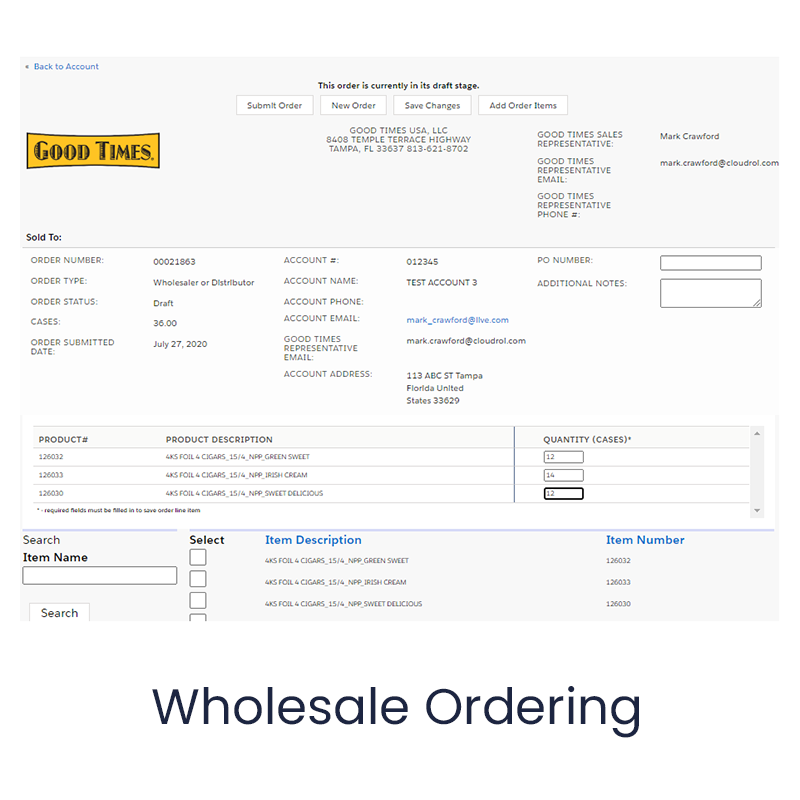 « Back to Account
This order is currently in its draft stage.
Submit Order New Order Save Changes Add Order Items
GOOD TIMES®
GOOD TIMES USA, LLC
8408 TEMPLE TERRACE HIGHWAY
TAMPA, FL 33637 813-621-8702
GOOD TIMES SALES
REPRESENTATIVE:
Mark Crawford
GOOD TIMES
REPRESENTATIVE
EMAIL:
mark.crawford@cloudrol.com
GOOD TIMES
REPRESENTATIVE
PHONE #:
Sold To:
ORDER NUMBER: 00021863
ORDER TYPE: Wholesaler or Distributor
ORDER STATUS: Draft
CASES: 36.00
ORDER SUBMITTED
DATE:
July 27, 2020
ACCOUNT #: 012345
ACCOUNT NAME: TEST ACCOUNT 3
ACCOUNT PHONE:
ACCOUNT EMAIL: mark_crawford@live.com
GOOD TIMES
REPRESENTATIVE
EMAIL:
mark.crawford@cloudrol.com
ACCOUNT ADDRESS: 113 ABC ST Tampa
Florida United
States 33629
PO NUMBER:
ADDITIONAL NOTES:
PRODUCT# PRODUCT DESCRIPTION QUANTITY (CASES)*
126032 4KS FOIL 4 CIGARS_15/4_NPP_GREEN SWEET 12
126033 4KS FOIL 4 CIGARS_15/4_NPP_IRISH CREAM 14
126030 4KS FOIL 4 CIGARS_15/4_NPP_SWEET DELICIOUS 12
* - required fields must be filled in to save order line item
Search
Item Name
Search
Select Item Description Item Number
4KS FOIL 4 CIGARS_15/4_NPP_GREEN SWEET 126032
4KS FOIL 4 CIGARS_15/4_NPP_IRISH CREAM 126033
4KS FOIL 4 CIGARS_15/4_NPP_SWEET DELICIOUS 126030
Wholesale Ordering